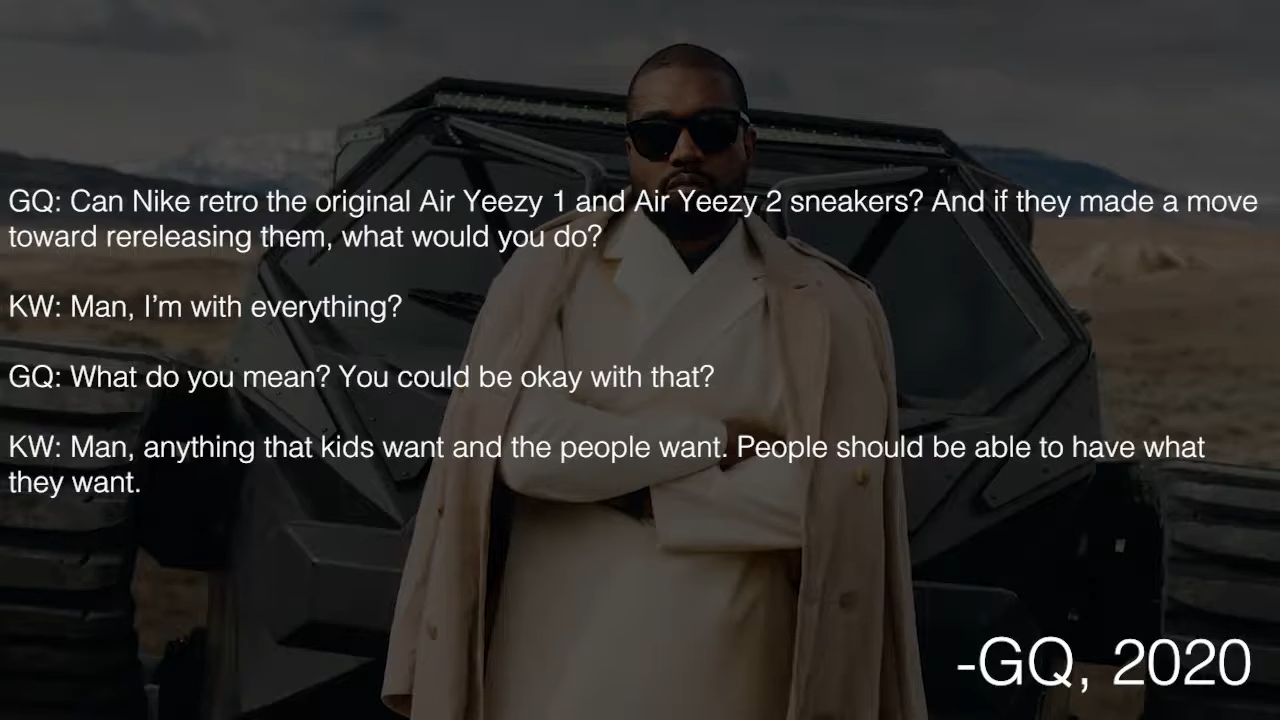 GQ: Can Nike retro the original Air Yeezy 1 and Air Yeezy 2 sneakers? And if they made a move
toward rereleasing them, what would you do?
KW: Man, I’m with everything?
GQ: What do you mean? You could be okay with that?
KW: Man, anything that kids want and the people want. People should be able to have what
they want.
-GQ, 2020